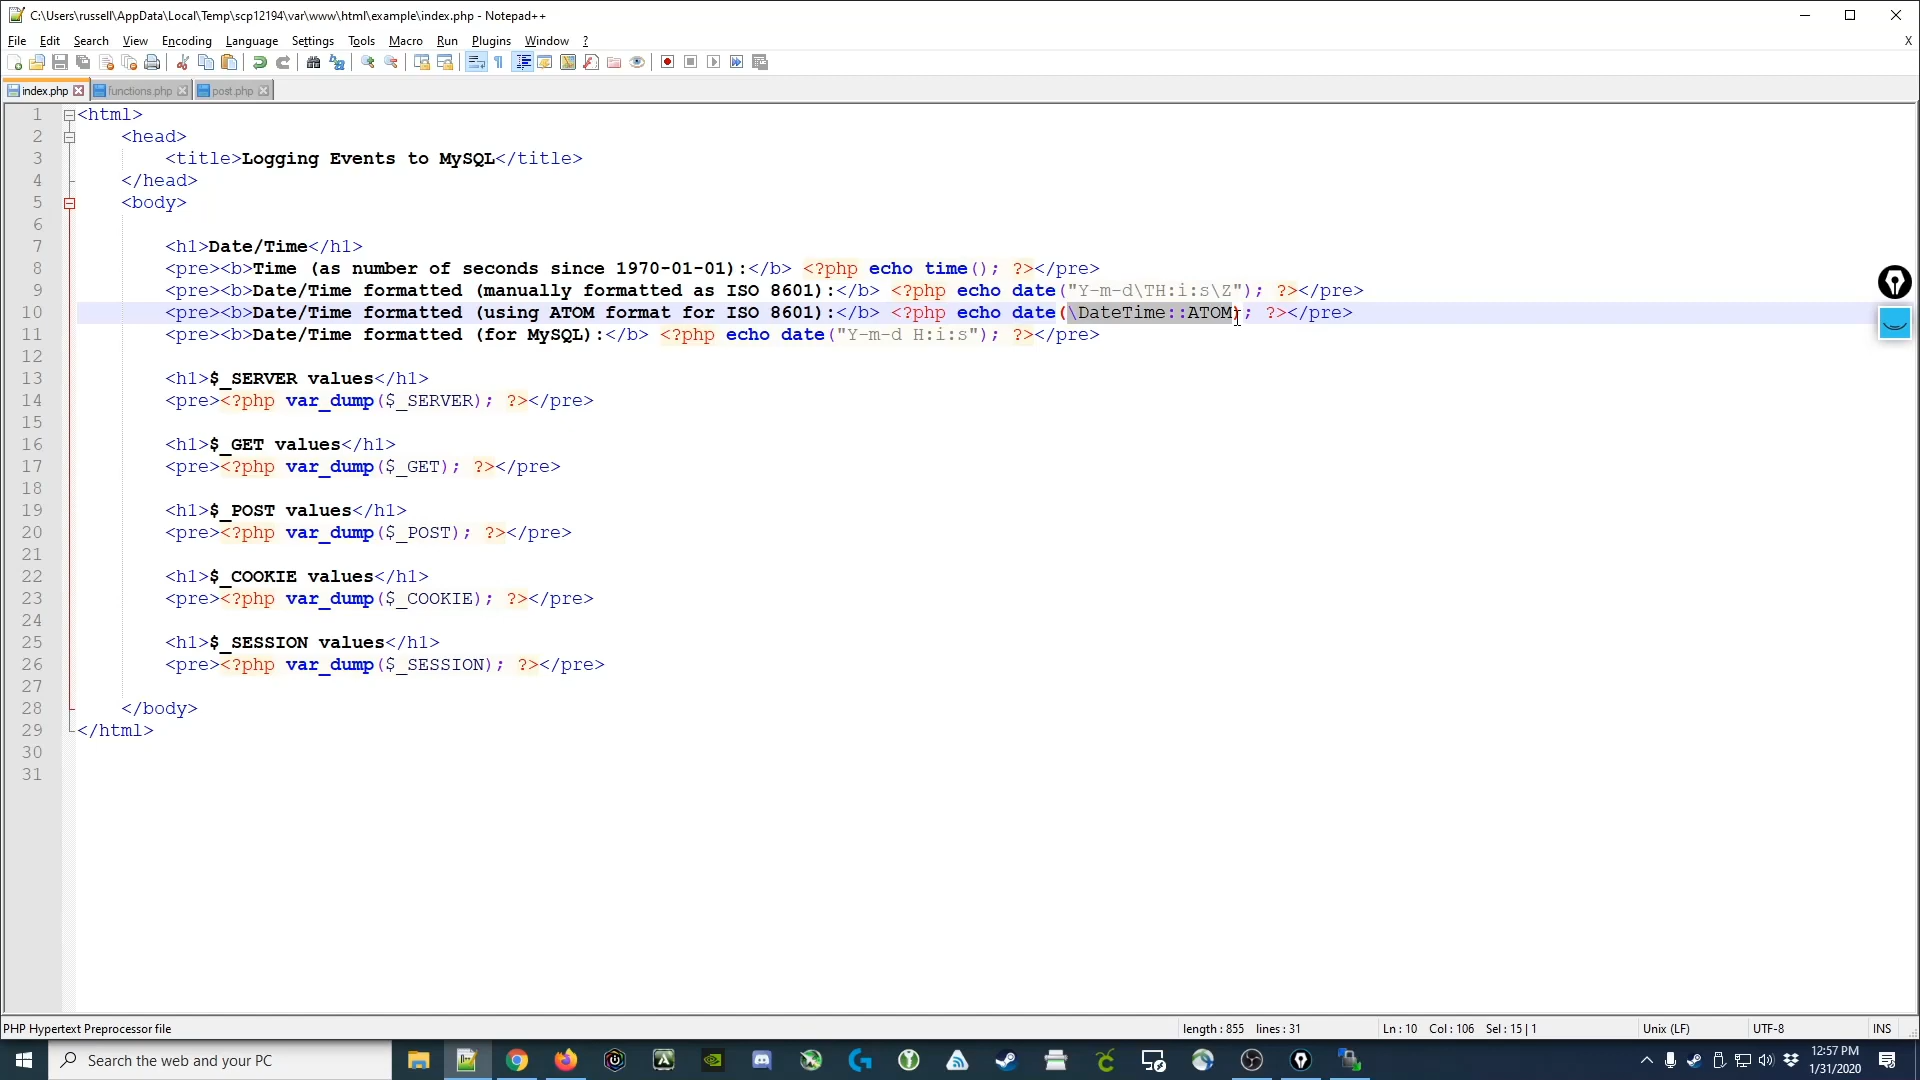 C:\Users\russell\AppData\Local\Temp\scp12194\var\www\html\example\index.php - Notepad++
File Edit Search View Encoding Language Settings Tools Macro Run Plugins Window ? X
index.php functions.php post.php
1 <html>
2 <head>
3 <title>Logging Events to MySQL</title>
4 </head>
5 <body>
6
7 <h1>Date/Time</h1>
8 <pre><b>Time (as number of seconds since 1970-01-01):</b> <?php echo time(); ?></pre>
9 <pre><b>Date/Time formatted (manually formatted as ISO 8601):</b> <?php echo date("Y-m-d\TH:i:s\Z"); ?></pre>
10 <pre><b>Date/Time formatted (using ATOM format for ISO 8601):</b> <?php echo date(\DateTime::ATOM); ?></pre>
11 <pre><b>Date/Time formatted (for MySQL):</b> <?php echo date("Y-m-d H:i:s"); ?></pre>
12
13 <h1>$_SERVER values</h1>
14 <pre><?php var_dump($_SERVER); ?></pre>
15
16 <h1>$_GET values</h1>
17 <pre><?php var_dump($_GET); ?></pre>
18
19 <h1>$_POST values</h1>
20 <pre><?php var_dump($_POST); ?></pre>
21
22 <h1>$_COOKIE values</h1>
23 <pre><?php var_dump($_COOKIE); ?></pre>
24
25 <h1>$_SESSION values</h1>
26 <pre><?php var_dump($_SESSION); ?></pre>
27
28 </body>
29 </html>
30
31
PHP Hypertext Preprocessor file length : 855 lines : 31 Ln : 10 Col : 106 Sel : 15 | 1 Unix (LF) UTF-8 INS
Search the web and your PC
12:57 PM
1/31/2020